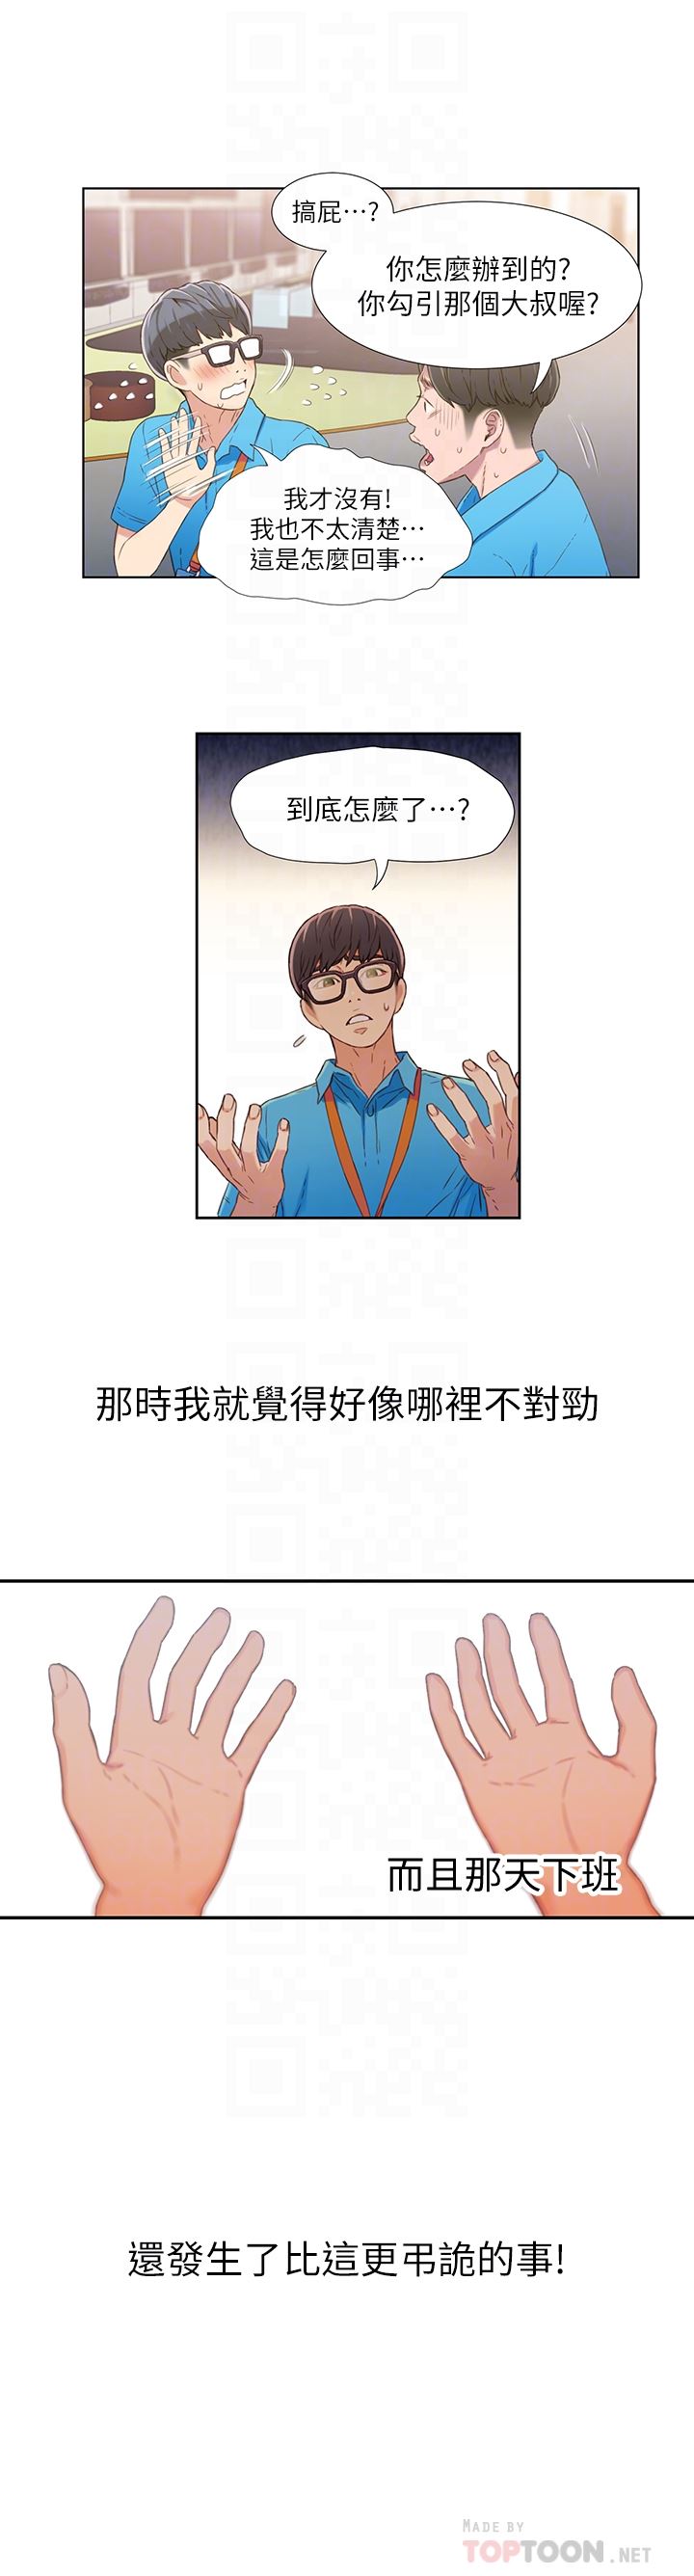 搞屁…?
你怎麼辦到的?
你勾引那個大叔喔?
我才沒有!
我也不太清楚…
這是怎麼回事…
到底怎麼了…?
那時我就覺得好像哪裡不對勁
而且那天下班
還發生了比這更弔詭的事!
MADE BY
TOPTOON.NET